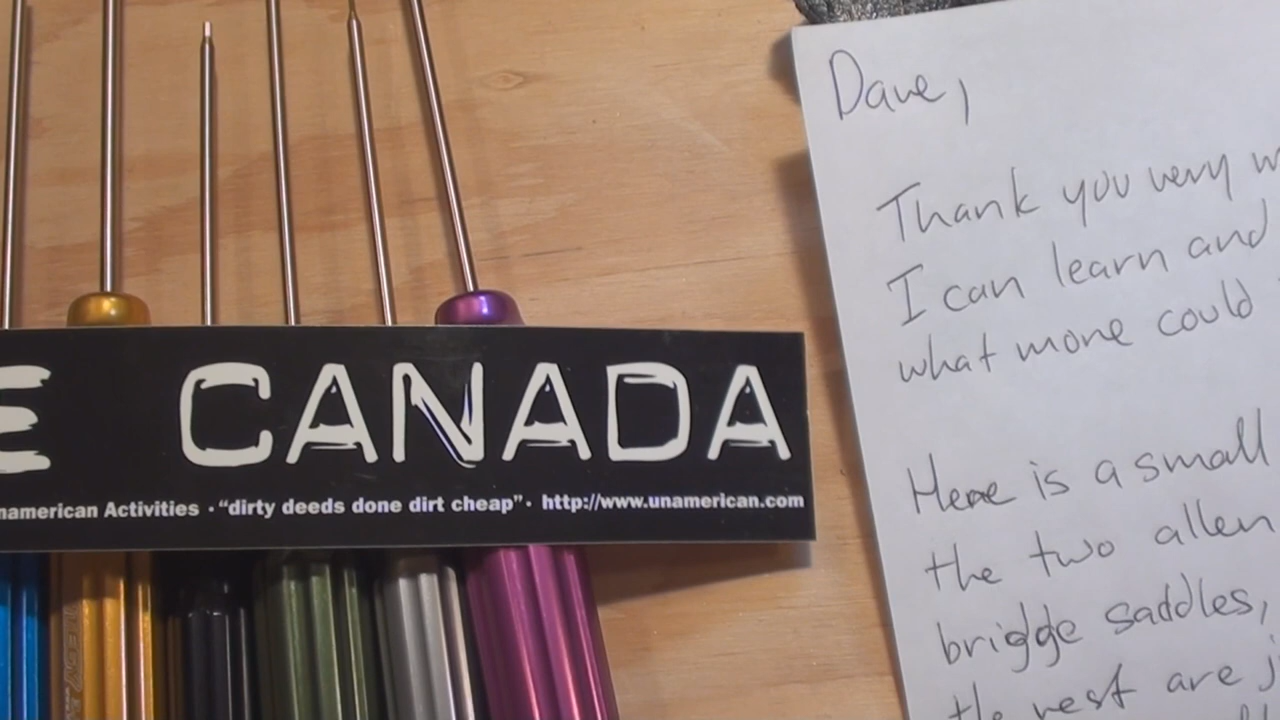 E CANADA
namerican Activities · “dirty deeds done dirt cheap” · http://www.unamerican.com
Dave,
Thank you very
I can learn and
what more could
Here is a small
the two allen
bridge saddles,
the rest are